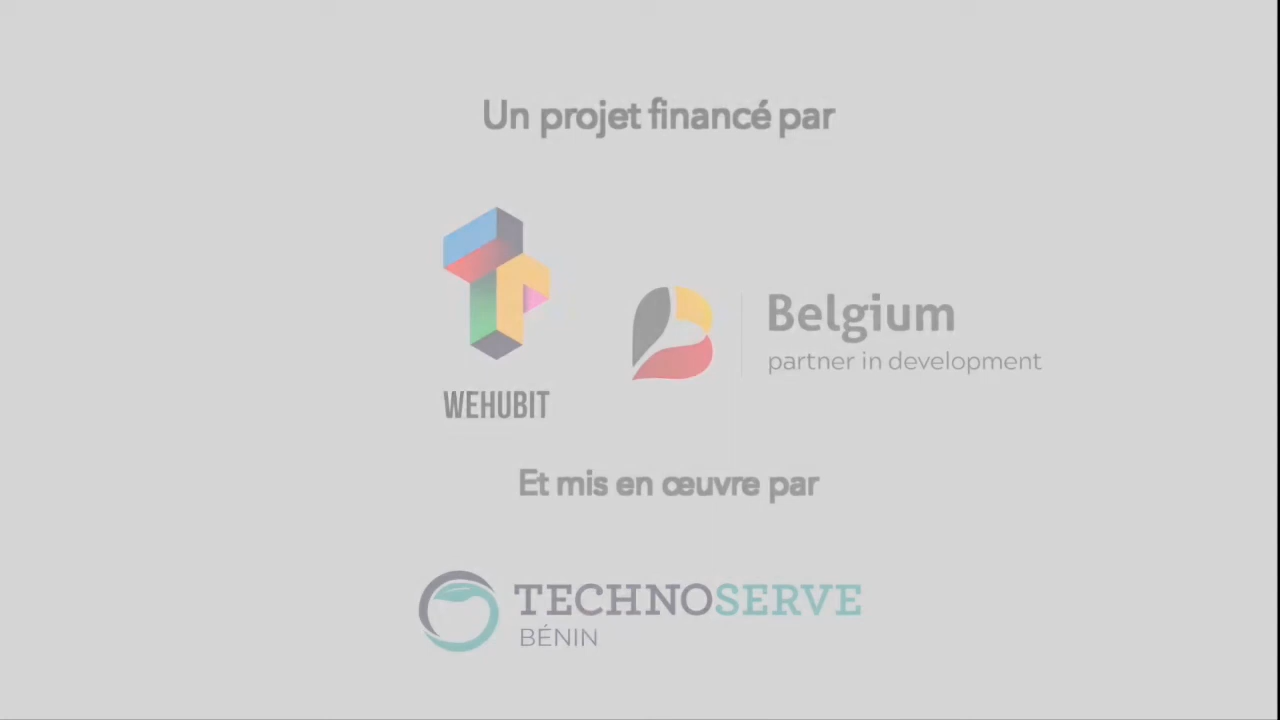 Un projet financé par
WEHUBIT
Belgium
partner in development
Et mis en œuvre par
TECHNOSERVE
BÉNIN